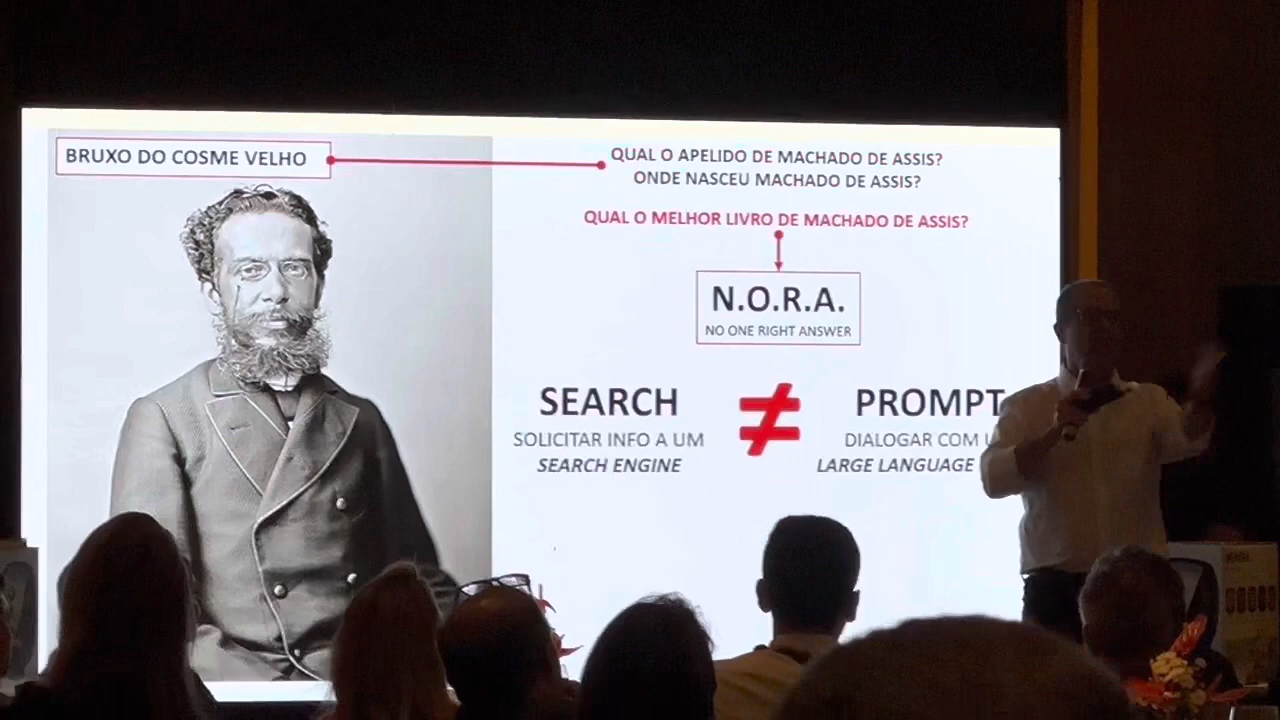 BRUXO DO COSME VELHO
QUAL O APELIDO DE MACHADO DE ASSIS?
ONDE NASCEU MACHADO DE ASSIS?
QUAL O MELHOR LIVRO DE MACHADO DE ASSIS?
N.O.R.A.
NO ONE RIGHT ANSWER
SEARCH
≠
PROMPT
SOLICITAR INFO A UM
SEARCH ENGINE
DIALOGAR COM
LARGE LANGUAGE